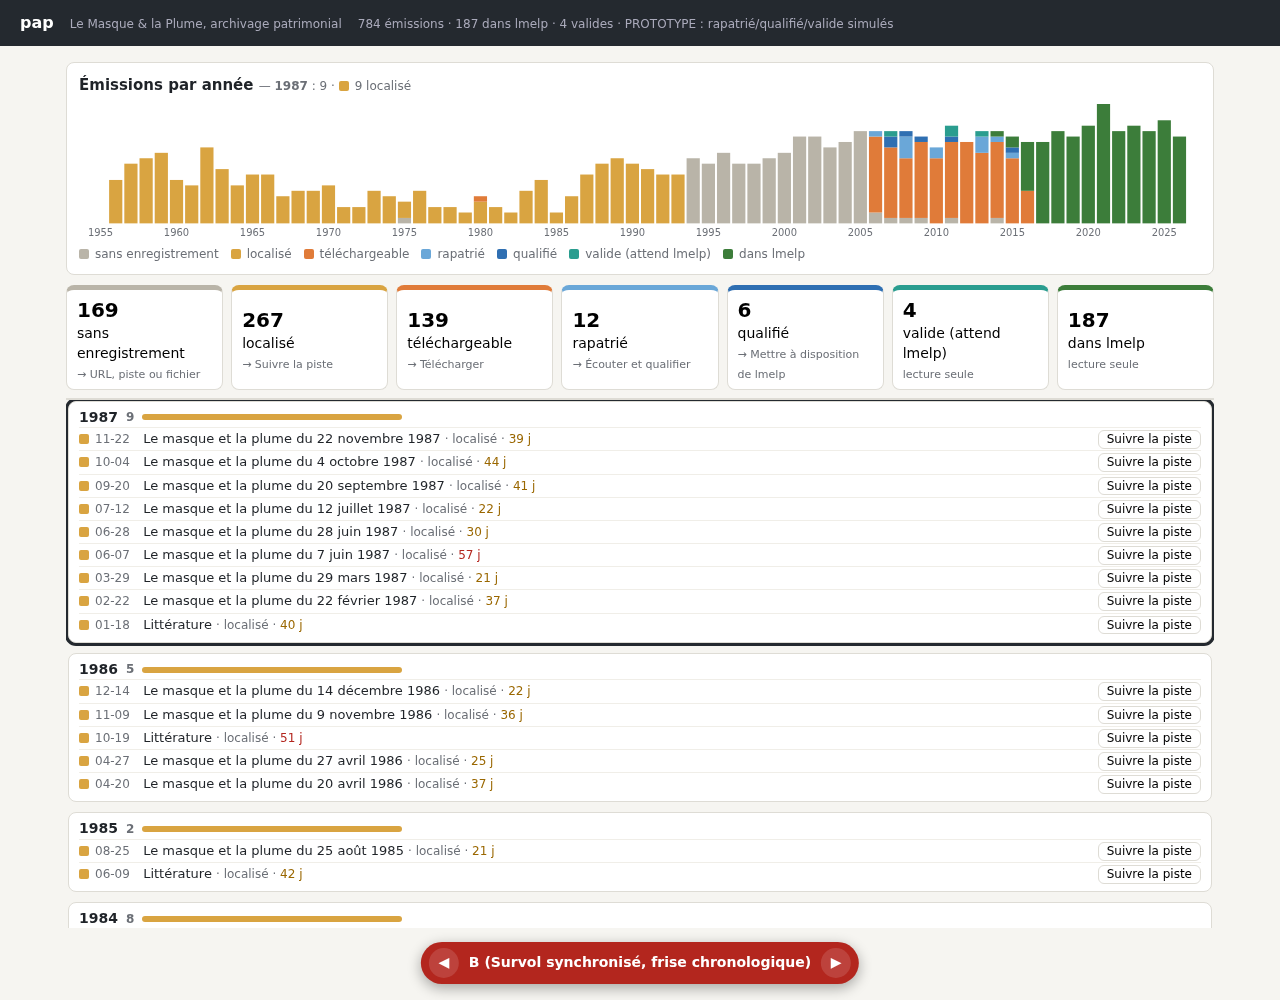 pap Le Masque & la Plume, archivage patrimonial 784 émissions · 187 dans lmelp · 4 valides · PROTOTYPE : rapatrié/qualifié/valide simulés
Émissions par année — 1987 : 9 · 9 localisé
1955 1960 1965 1970 1975 1980 1985 1990 1995 2000 2005 2010 2015 2020 2025
sans enregistrement localisé téléchargeable rapatrié qualifié valide (attend lmelp) dans lmelp
169
sans
enregistrement
→ URL, piste ou fichier
267
localisé
→ Suivre la piste
139
téléchargeable
→ Télécharger
12
rapatrié
→ Écouter et qualifier
6
qualifié
→ Mettre à disposition
de lmelp
4
valide (attend
lmelp)
lecture seule
187
dans lmelp
lecture seule
1987 9
11-22 Le masque et la plume du 22 novembre 1987 · localisé · 39 j Suivre la piste
10-04 Le masque et la plume du 4 octobre 1987 · localisé · 44 j Suivre la piste
09-20 Le masque et la plume du 20 septembre 1987 · localisé · 41 j Suivre la piste
07-12 Le masque et la plume du 12 juillet 1987 · localisé · 22 j Suivre la piste
06-28 Le masque et la plume du 28 juin 1987 · localisé · 30 j Suivre la piste
06-07 Le masque et la plume du 7 juin 1987 · localisé · 57 j Suivre la piste
03-29 Le masque et la plume du 29 mars 1987 · localisé · 21 j Suivre la piste
02-22 Le masque et la plume du 22 février 1987 · localisé · 37 j Suivre la piste
01-18 Littérature · localisé · 40 j Suivre la piste
1986 5
12-14 Le masque et la plume du 14 décembre 1986 · localisé · 22 j Suivre la piste
11-09 Le masque et la plume du 9 novembre 1986 · localisé · 36 j Suivre la piste
10-19 Littérature · localisé · 51 j Suivre la piste
04-27 Le masque et la plume du 27 avril 1986 · localisé · 25 j Suivre la piste
04-20 Le masque et la plume du 20 avril 1986 · localisé · 37 j Suivre la piste
1985 2
08-25 Le masque et la plume du 25 août 1985 · localisé · 21 j Suivre la piste
06-09 Littérature · localisé · 42 j Suivre la piste
1984 8
◀ B (Survol synchronisé, frise chronologique) ▶